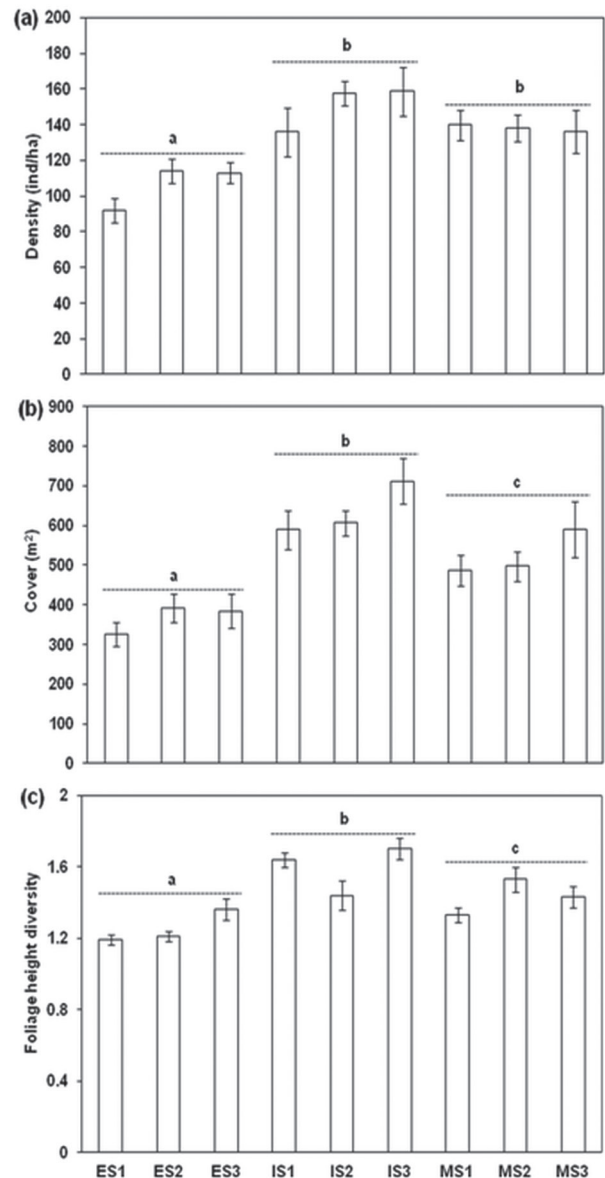 (a)
Density (ind/ha)
200
180
160
140
120
100
80
60
40
20
0
a
b
b
(b)
Cover (m²)
900
800
700
600
500
400
300
200
100
0
a
b
c
(c)
Foliage height diversity
2
1.6
1.2
0.8
0.4
0
a
b
c
ES1 ES2 ES3 IS1 IS2 IS3 MS1 MS2 MS3